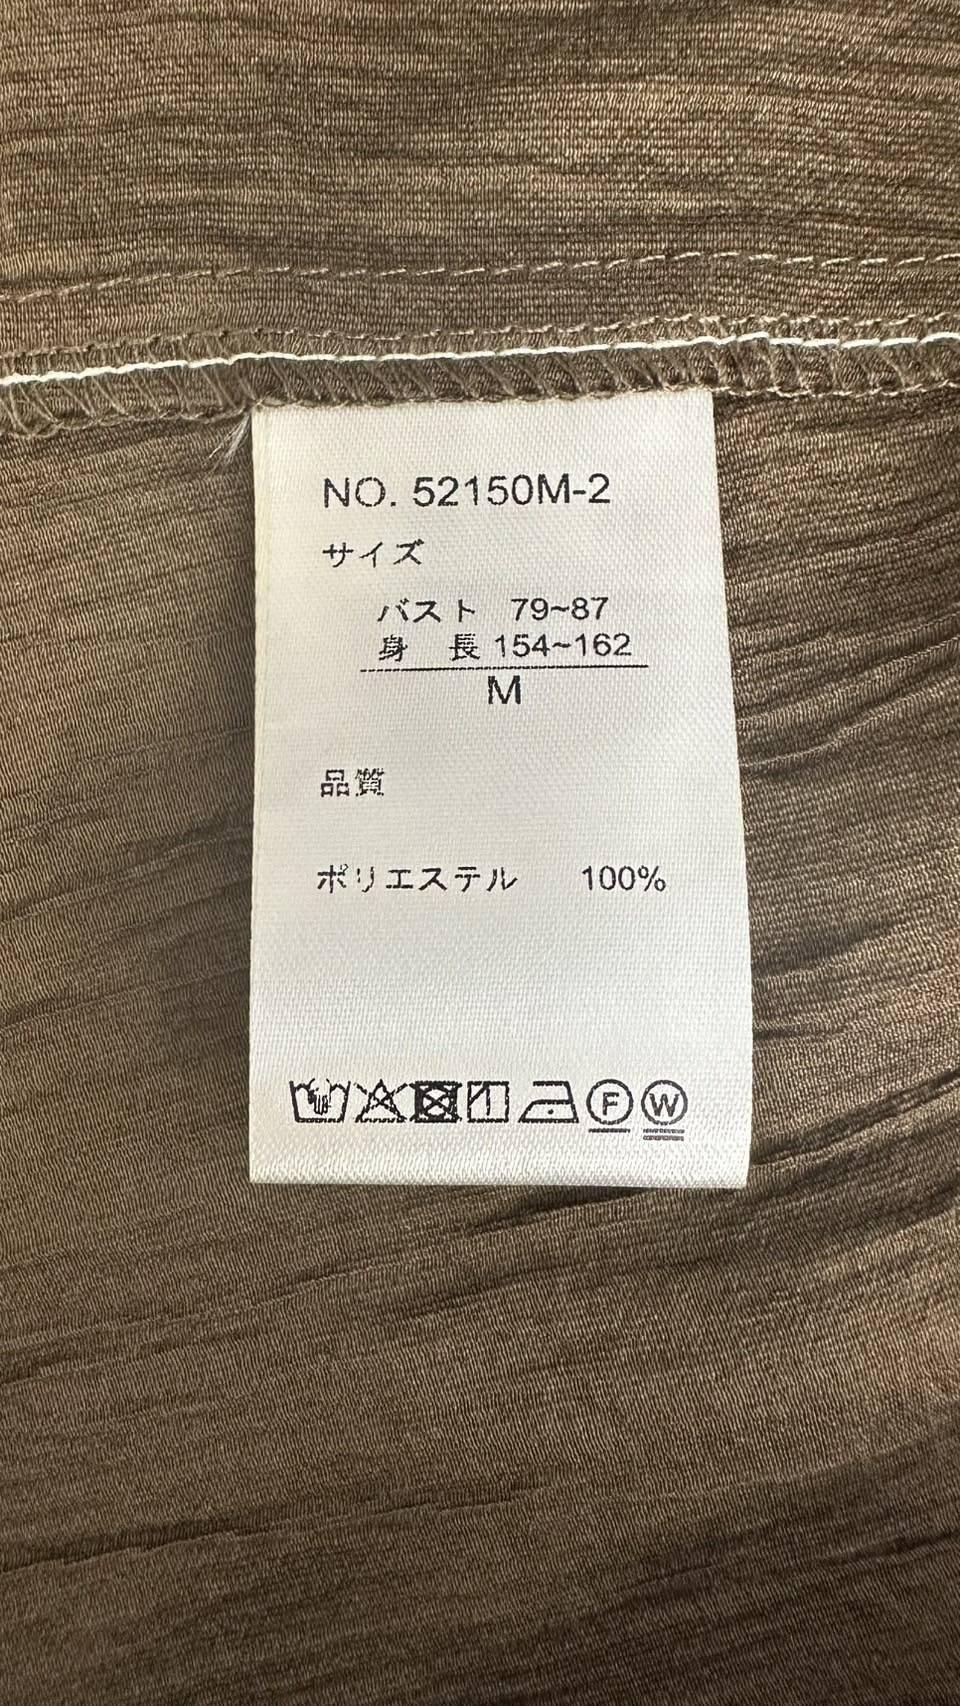 NO. 52150M-2
サイズ
バスト 79~87
身 長 154~162
M
品質
ポリエステル 100%
F W